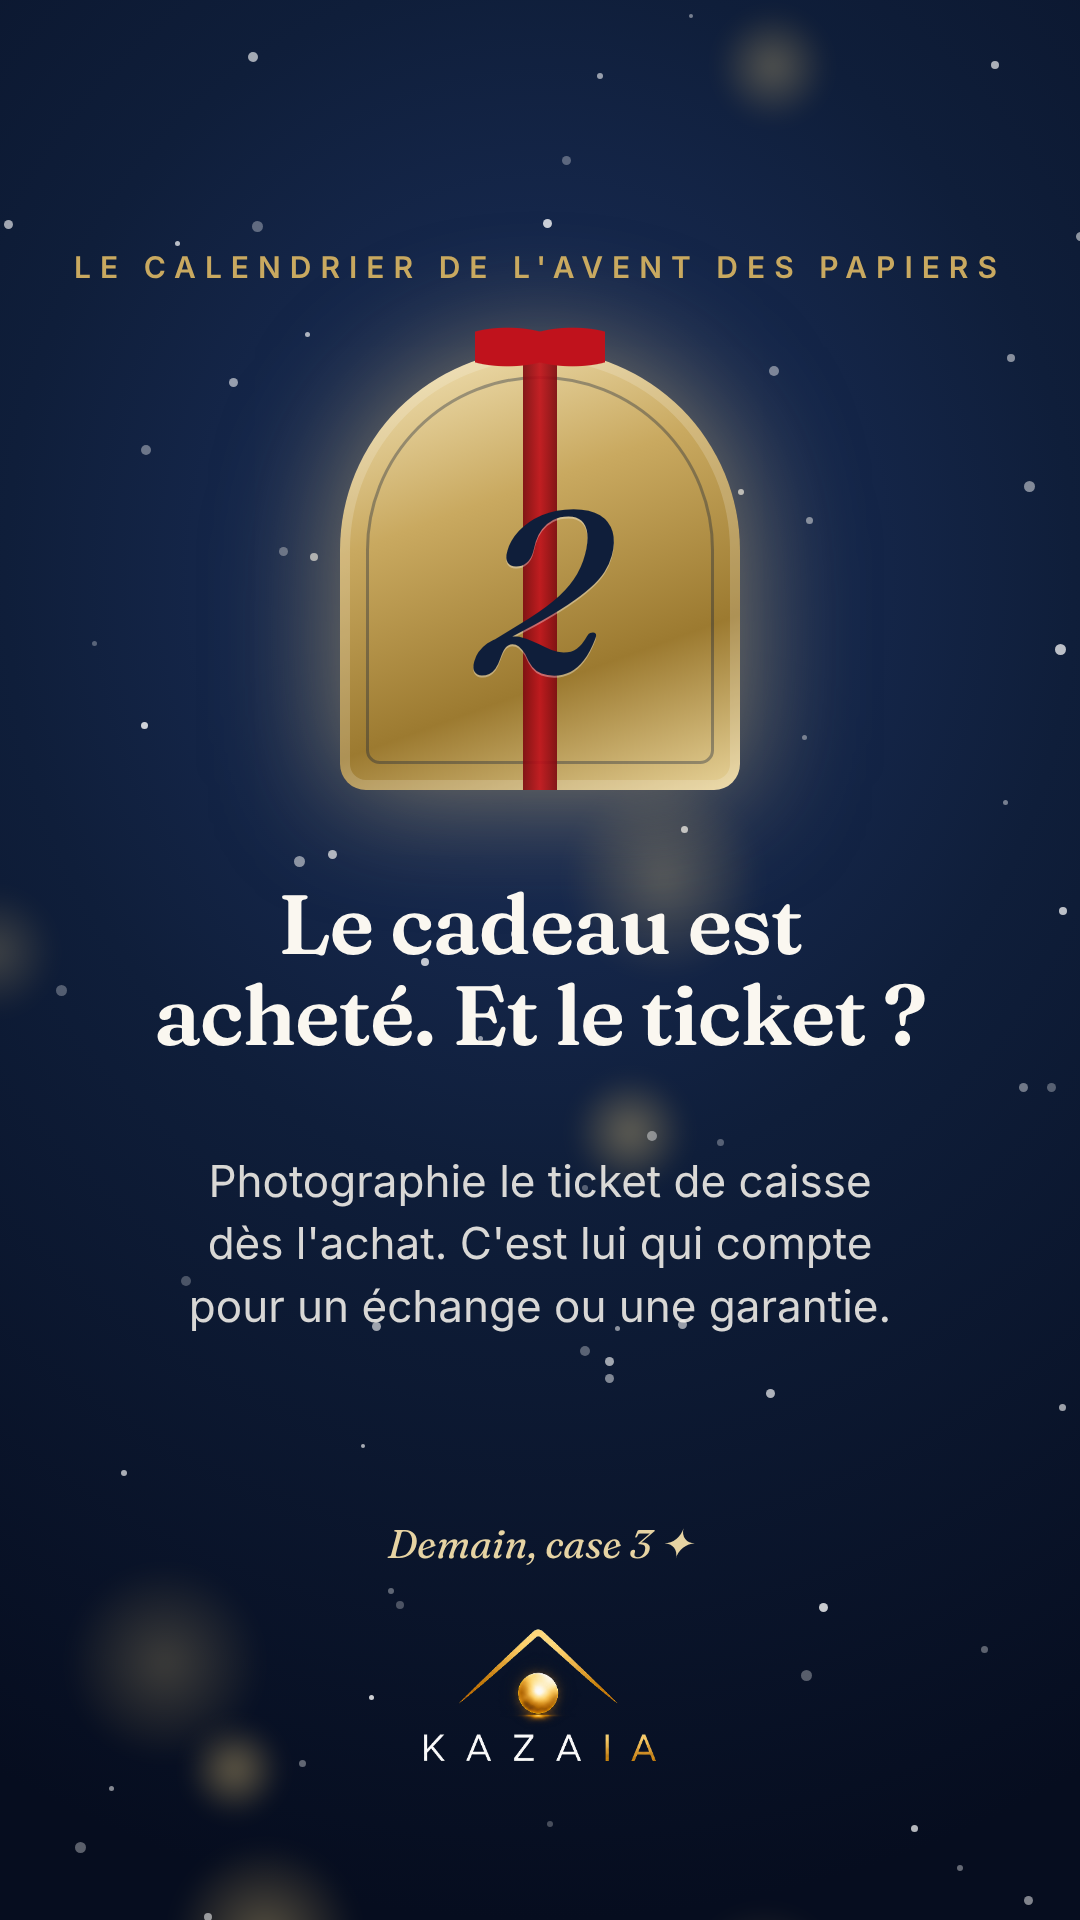 LE CALENDRIER DE L'AVENT DES PAPIERS
2
Le cadeau est
acheté. Et le ticket ?
Photographie le ticket de caisse
dès l'achat. C'est lui qui compte
pour un échange ou une garantie.
Demain, case 3 ✦
KAZAIA